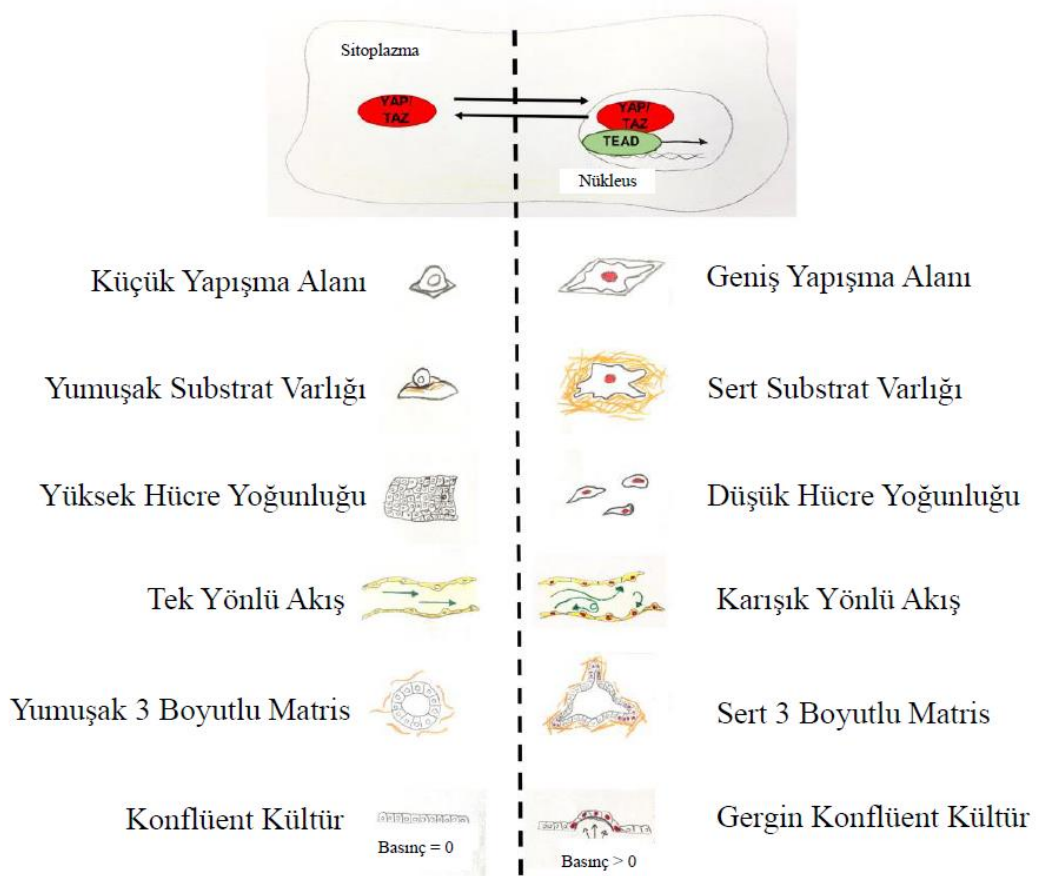 Sitoplazma
YAP/
TAZ
YAP/
TAZ
TEAD
Nükleus
Küçük Yapışma Alanı
Geniş Yapışma Alanı
Yumuşak Substrat Varlığı
Sert Substrat Varlığı
Yüksek Hücre Yoğunluğu
Düşük Hücre Yoğunluğu
Tek Yönlü Akış
Karışık Yönlü Akış
Yumuşak 3 Boyutlu Matris
Sert 3 Boyutlu Matris
Konflüent Kültür
Gergin Konflüent Kültür
Basınç = 0
Basınç > 0